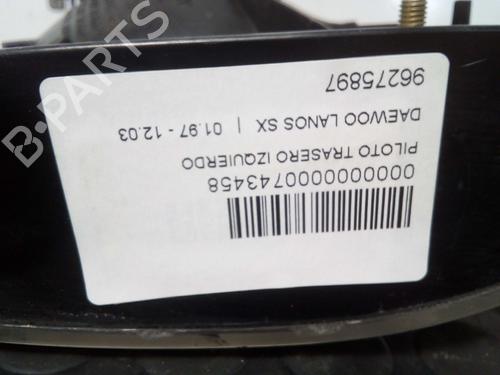 0000000000743458
PILOTO TRASERO IZQUIERDO
DAEWOO LANOS SX | 01.97 - 12.03
96275897
B-PARTS